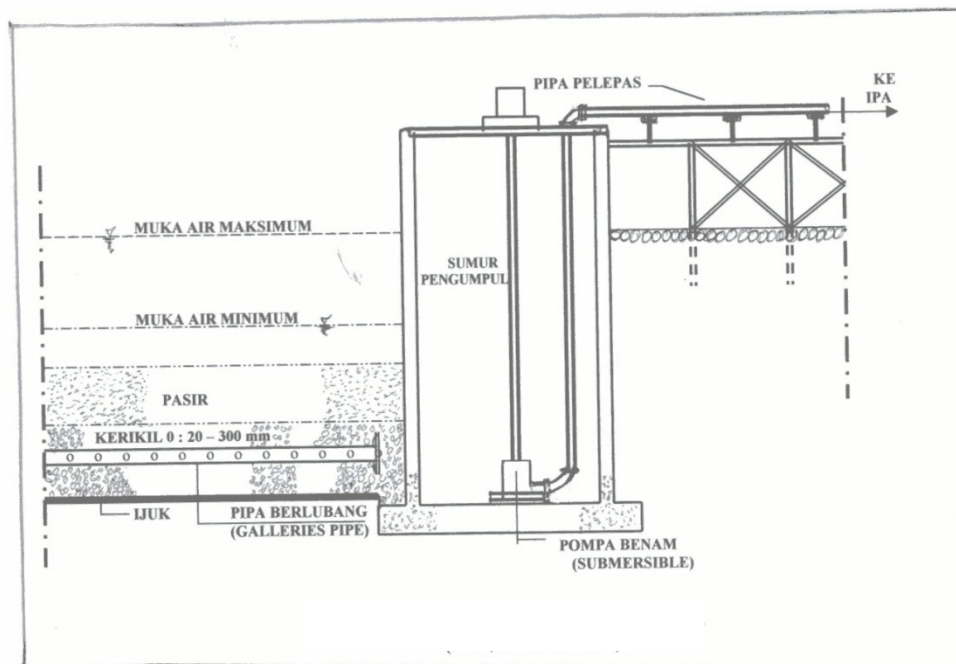 PIPA PELEPAS
KE
IPA
MUKA AIR MAKSIMUM
SUMUR
PENGUMPUL
MUKA AIR MINIMUM
PASIR
KERIKIL 0 : 20 – 300 mm
IJUK
PIPA BERLUBANG
(GALLERIES PIPE)
POMPA BENAM
(SUBMERSIBLE)